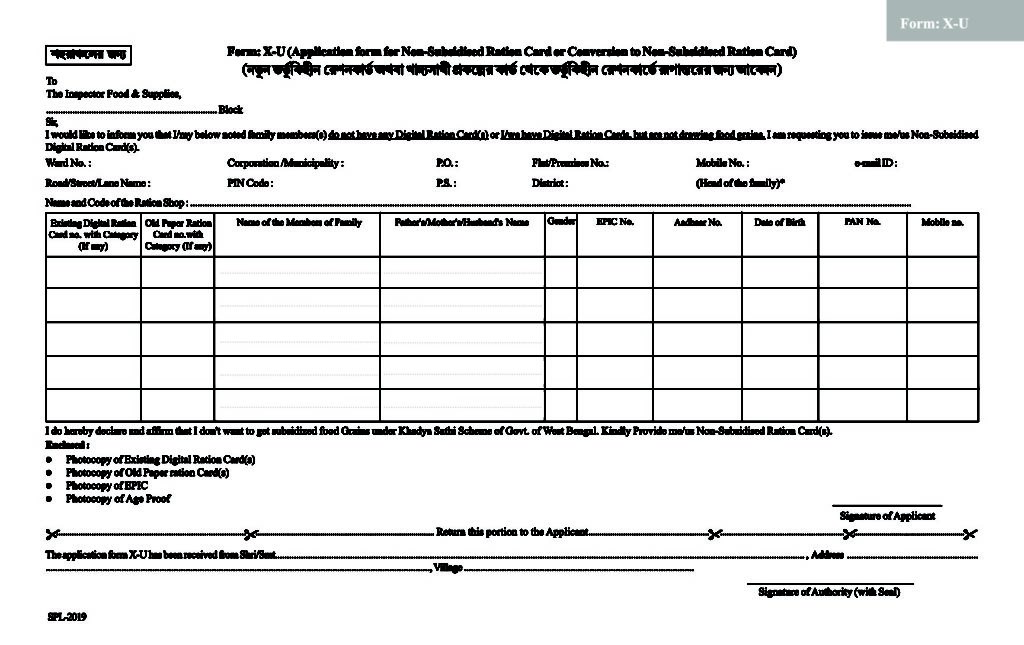 Form: X-U
শহরাঞ্চলের জন্য
Form: X-U (Application form for Non-Subsidised Ration Card or Conversion to Non-Subsidised Ration Card)
(নতুন ভর্তুকিহীন রেশনকার্ড অথবা খাদ্যসাথী প্রকল্পের কার্ড থেকে ভর্তুকিহীন রেশনকার্ডে রূপান্তরের জন্য আবেদন)
To
The Inspector Food & Supplies,
............................................................ Block
Sir,
I would like to inform you that I/my below noted family members(s) do not have any Digital Ration Card(s) or I/we have Digital Ration Cards, but are not drawing food grains. I am requesting you to issue me/us Non-Subsidised
Digital Ration Card(s).
Ward No. : Corporation /Municipality : P.O. : Flat/Premises No.: Mobile No. : e-mail ID :
Road/Street/Lane Name : PIN Code : P.S. : District : (Head of the family)*
Name and Code of the Ration Shop : ............................................................
Existing Digital Ration Card no. with Category (If any) Old Paper Ration Card no.with Category (If any) Name of the Members of Family Father's/Mother's/Husband's Name Gender EPIC No. Aadhaar No. Date of Birth PAN No. Mobile no.
I do hereby declare and affirm that I don't want to get subsidized food Grains under Khadya Sathi Scheme of Govt. of West Bengal. Kindly Provide me/us Non-Subsidised Ration Card(s).
Enclosed :
● Photocopy of Existing Digital Ration Card(s)
● Photocopy of Old Paper ration Card(s)
● Photocopy of EPIC
● Photocopy of Age Proof
Signature of Applicant
Return this portion to the Applicant
The application form X-U has been received from Shri/Smt............................................................ , Address ........................................
............................................................, Village ............................................................
Signature of Authority (with Seal)
SPL-2019